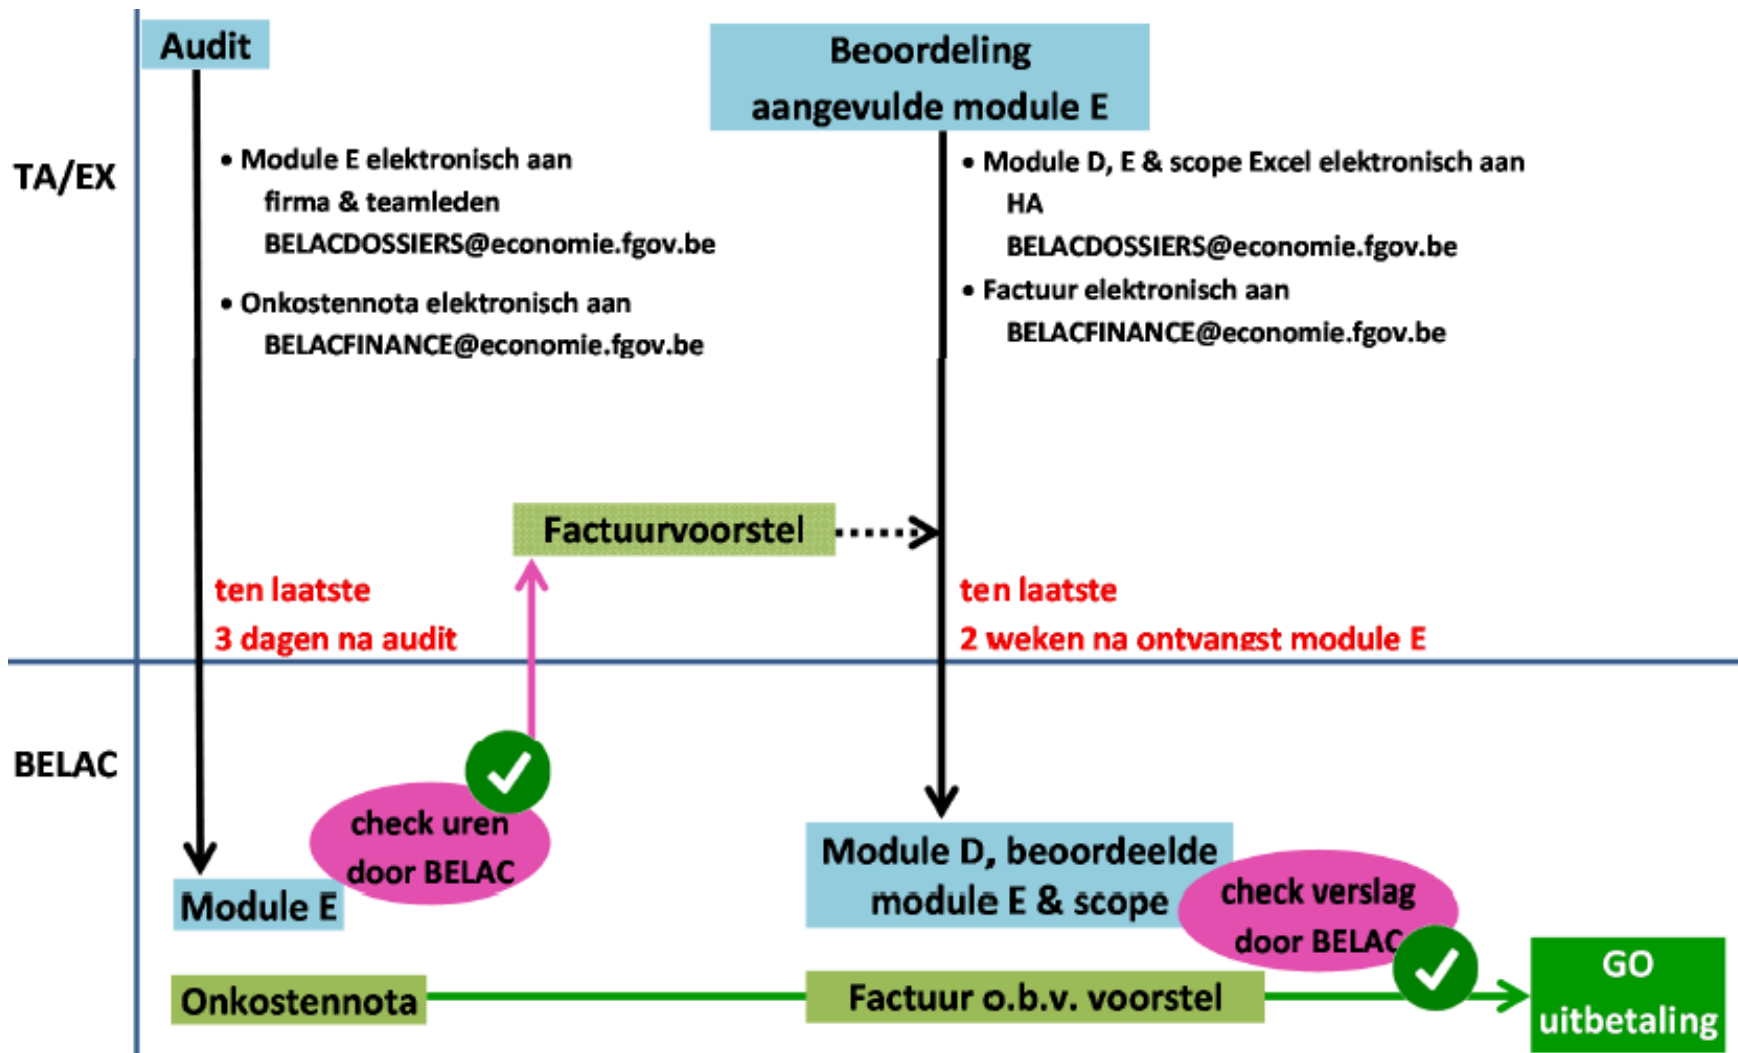 Audit
Beoordeling
aangevulde module E
TA/EX
• Module E elektronisch aan
firma & teamleden
BELACDOSSIERS@economie.fgov.be
• Onkostennota elektronisch aan
BELACFINANCE@economie.fgov.be
• Module D, E & scope Excel elektronisch aan
HA
BELACDOSSIERS@economie.fgov.be
• Factuur elektronisch aan
BELACFINANCE@economie.fgov.be
Factuurvoorstel
ten laatste
3 dagen na audit
ten laatste
2 weken na ontvangst module E
BELAC
check uren
door BELAC
Module E
Module D, beoordeelde
module E & scope
check verslag
door BELAC
Onkostennota
Factuur o.b.v. voorstel
GO
uitbetaling